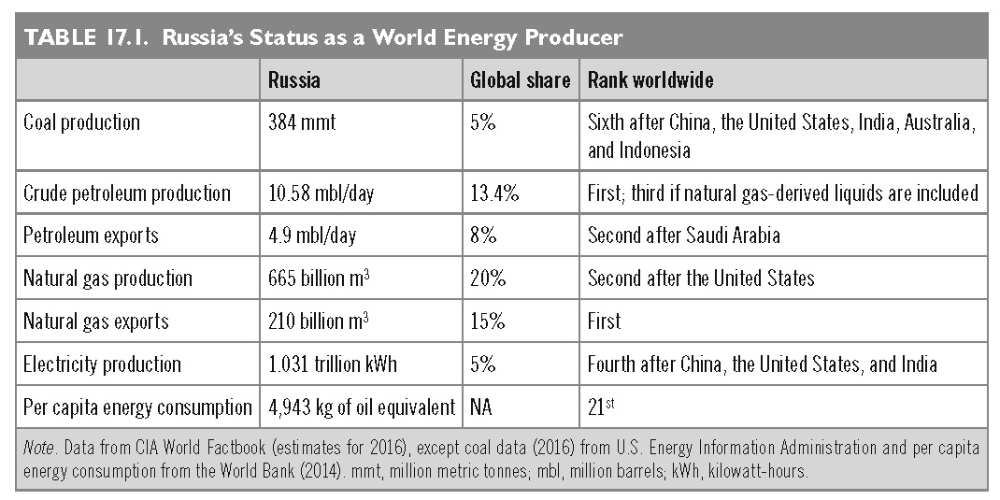 TABLE 17.1. Russia's Status as a World Energy Producer
Russia Global share Rank worldwide
Coal production 384 mmt 5% Sixth after China, the United States, India, Australia,
and Indonesia
Crude petroleum production 10.58 mbl/day 13.4% First; third if natural gas-derived liquids are included
Petroleum exports 4.9 mbl/day 8% Second after Saudi Arabia
Natural gas production 665 billion m³ 20% Second after the United States
Natural gas exports 210 billion m³ 15% First
Electricity production 1.031 trillion kWh 5% Fourth after China, the United States, and India
Per capita energy consumption 4,943 kg of oil equivalent NA 21st
Note. Data from CIA World Factbook (estimates for 2016), except coal data (2016) from U.S. Energy Information Administration and per capita
energy consumption from the World Bank (2014). mmt, million metric tonnes; mbl, million barrels; kWh, kilowatt-hours.